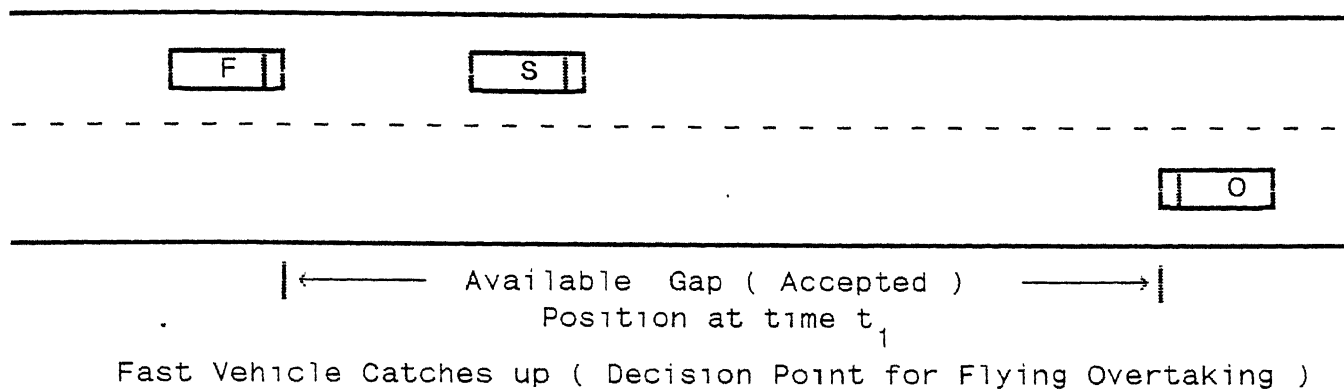 F S
O
Available Gap ( Accepted )
Position at time t₁
Fast Vehicle Catches up ( Decision Point for Flying Overtaking )